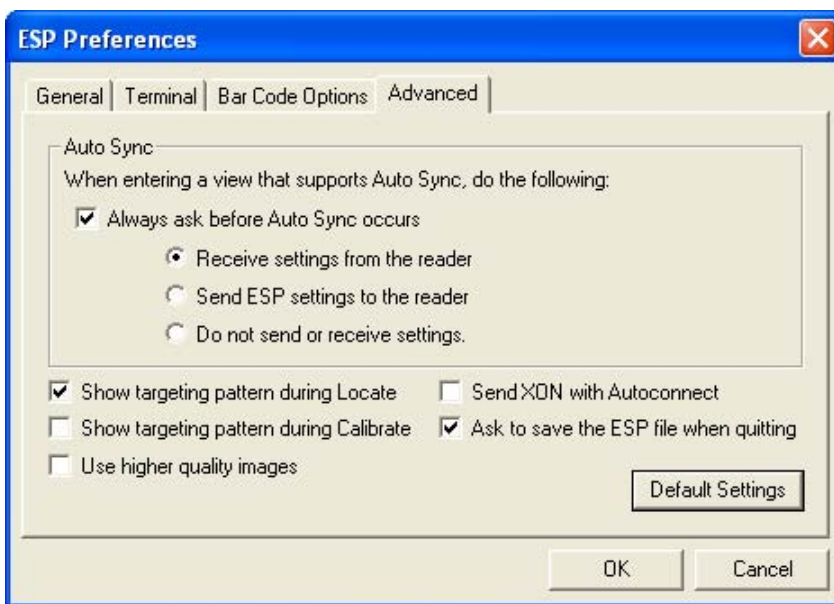 ESP Preferences
General Terminal Bar Code Options Advanced
Auto Sync
When entering a view that supports Auto Sync, do the following:
Always ask before Auto Sync occurs
Receive settings from the reader
Send ESP settings to the reader
Do not send or receive settings.
Show targeting pattern during Locate Send XON with Autoconnect
Show targeting pattern during Calibrate Ask to save the ESP file when quitting
Use higher quality images
Default Settings
OK Cancel